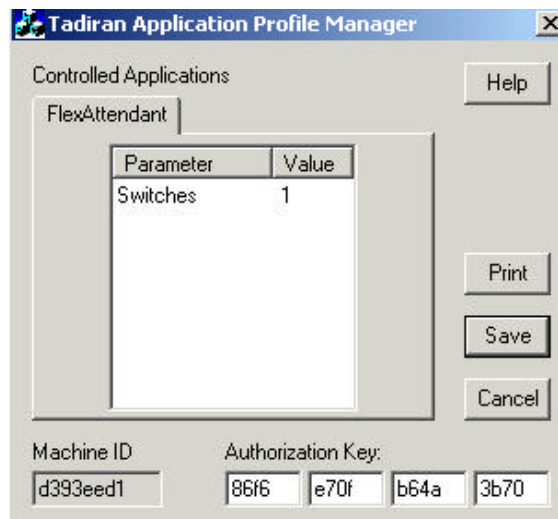 Tadiran Application Profile Manager
Controlled Applications
Help
FlexAttendant
Parameter Value
Switches 1
Print
Save
Cancel
Machine ID Authorization Key:
d393eed1 86f6 e70f b64a 3b70